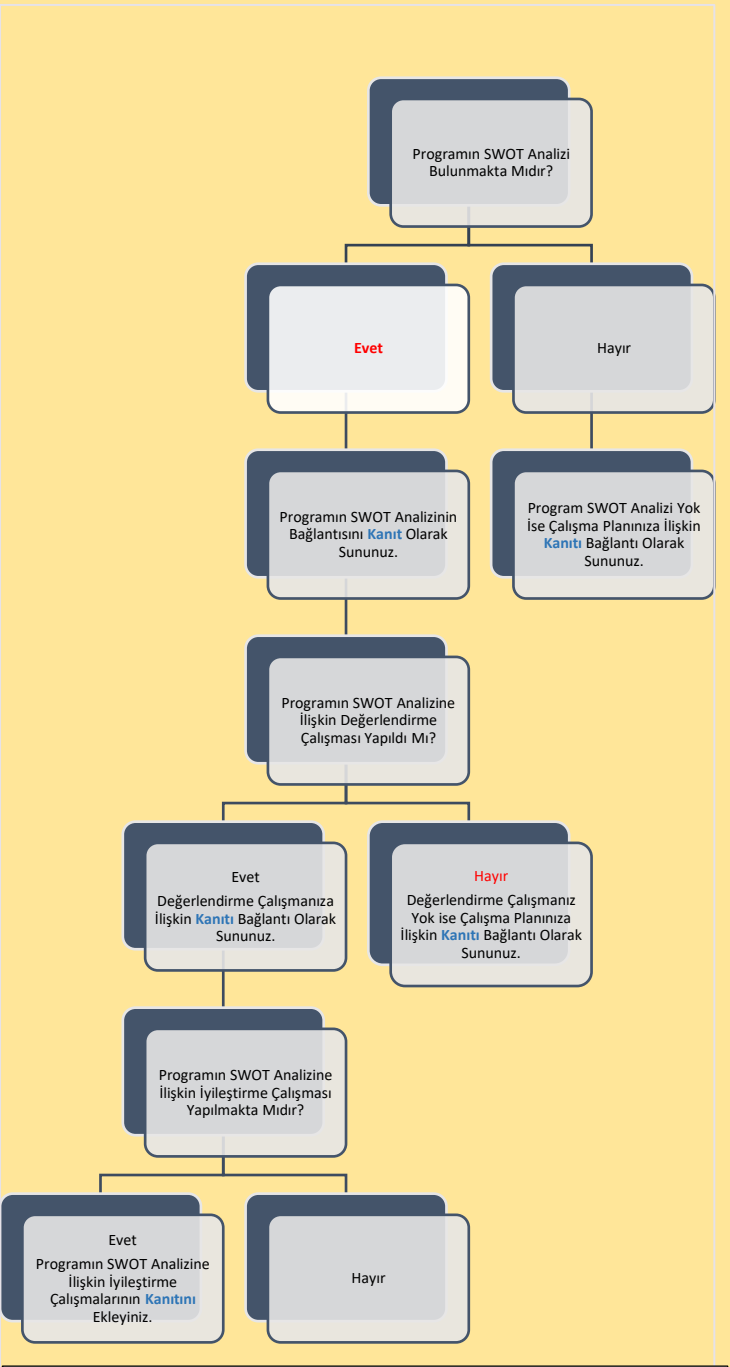 Programın SWOT Analizi
Bulunmakta Mıdır?
Evet
Hayır
Programın SWOT Analizinin
Bağlantısını Kanıt Olarak
Sununuz.
Program SWOT Analizi Yok
İse Çalışma Planınıza İlişkin
Kanıtı Bağlantı Olarak
Sununuz.
Programın SWOT Analizine
İlişkin Değerlendirme
Çalışması Yapıldı Mı?
Evet
Değerlendirme Çalışmanıza
İlişkin Kanıtı Bağlantı Olarak
Sununuz.
Hayır
Değerlendirme Çalışmanız
Yok ise Çalışma Planınıza
İlişkin Kanıtı Bağlantı Olarak
Sununuz.
Programın SWOT Analizine
İlişkin İyileştirme Çalışması
Yapılmakta Mıdır?
Evet
Programın SWOT Analizine
İlişkin İyileştirme
Çalışmalarının Kanıtını
Ekleyiniz.
Hayır